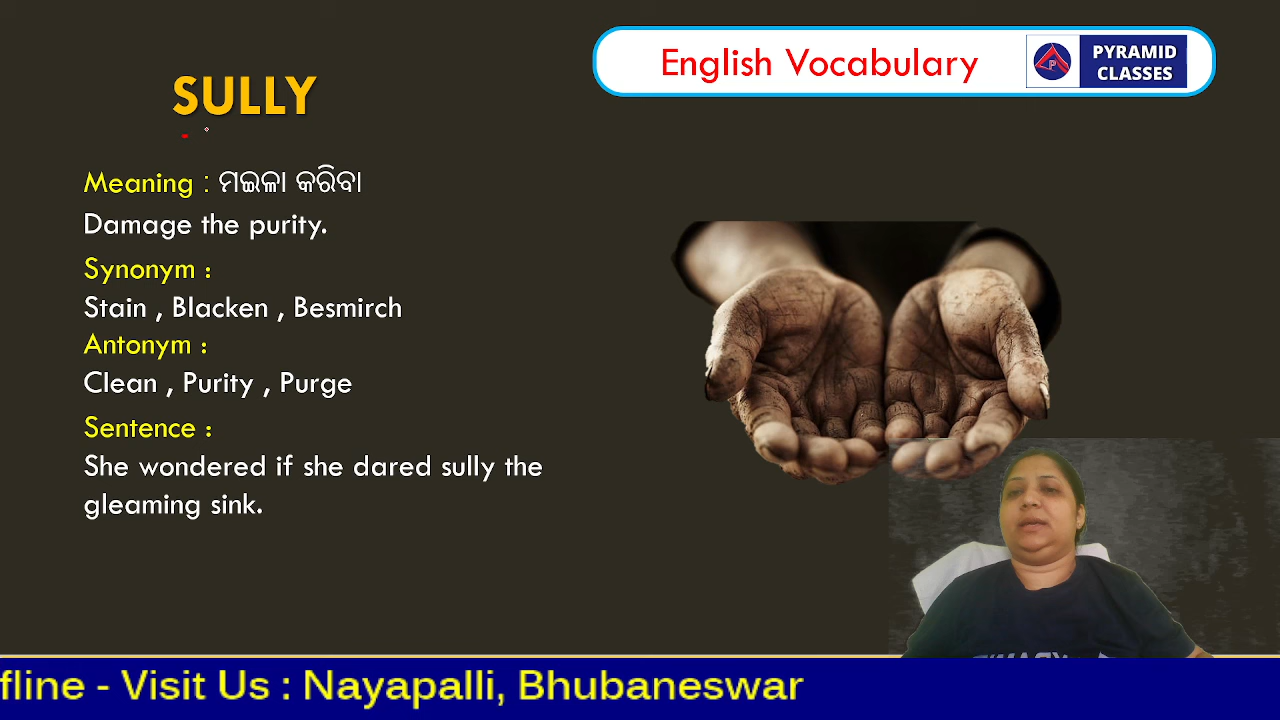 English Vocabulary
PYRAMID
CLASSES
SULLY
Meaning : ମଇଳା କରିବା
Damage the purity.
Synonym :
Stain , Blacken , Besmirch
Antonym :
Clean , Purity , Purge
Sentence :
She wondered if she dared sully the
gleaming sink.
fline - Visit Us : Nayapalli, Bhubaneswar